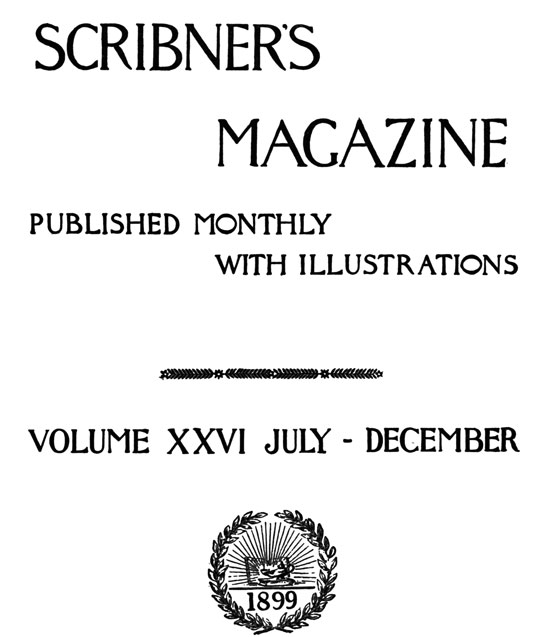 SCRIBNER'S
MAGAZINE
PUBLISHED MONTHLY
WITH ILLUSTRATIONS
VOLUME XXVI JULY - DECEMBER
1899